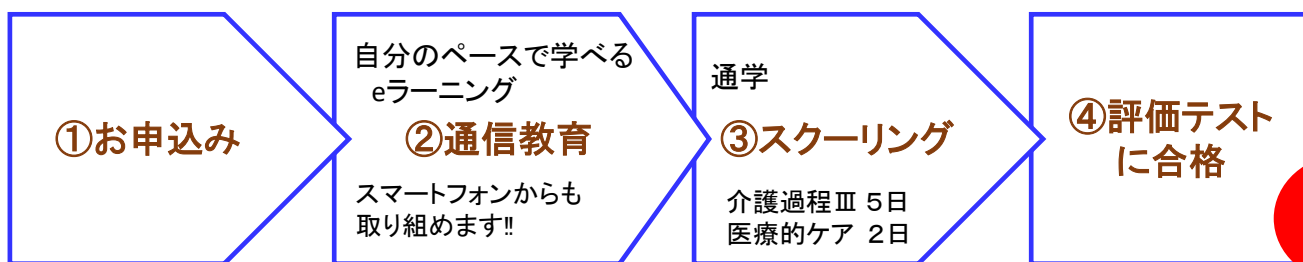 ①お申込み
自分のペースで学べる
eラーニング
②通信教育
スマートフォンからも
取り組めます‼
通学
③スクーリング
介護過程Ⅲ ５日
医療的ケア ２日
④評価テスト
に合格